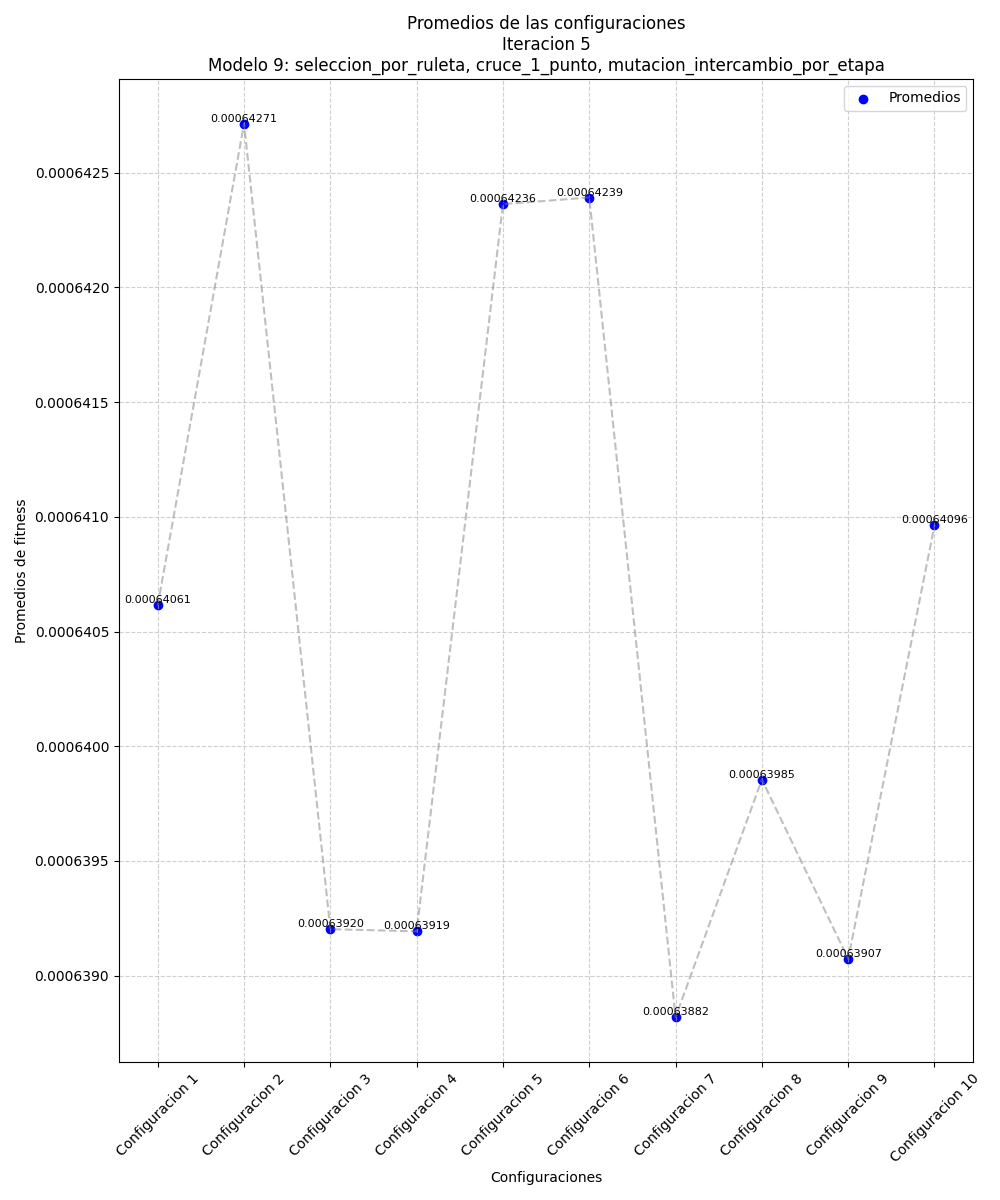 Promedios de las configuraciones
Iteracion 5
Modelo 9: seleccion_por_ruleta, cruce_1_punto, mutacion_intercambio_por_etapa
Promedios
0.00064271
0.00064236
0.00064239
0.00064096
0.00064061
0.00063985
0.00063920
0.00063919
0.00063907
0.00063882
0.0006425
0.0006420
0.0006415
0.0006410
0.0006405
0.0006400
0.0006395
0.0006390
Promedios de fitness
Configuracion 1
Configuracion 2
Configuracion 3
Configuracion 4
Configuracion 5
Configuracion 6
Configuracion 7
Configuracion 8
Configuracion 9
Configuracion 10
Configuraciones